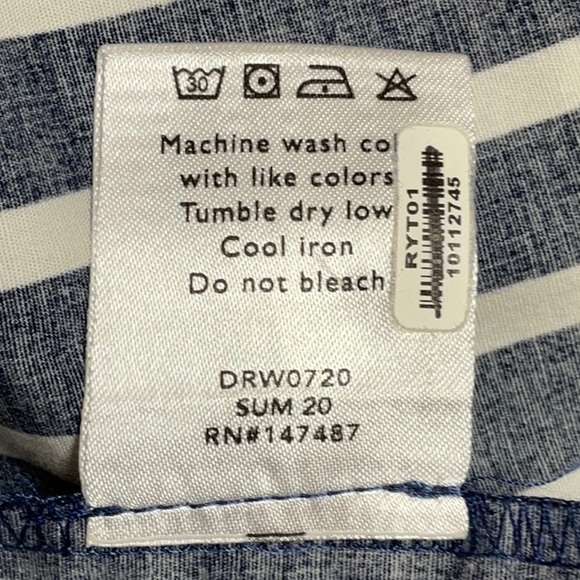 30
Machine wash col
with like colors
Tumble dry low
Cool iron
Do not bleach
RYT01
10112745
DRW0720
SUM 20
RN#147487